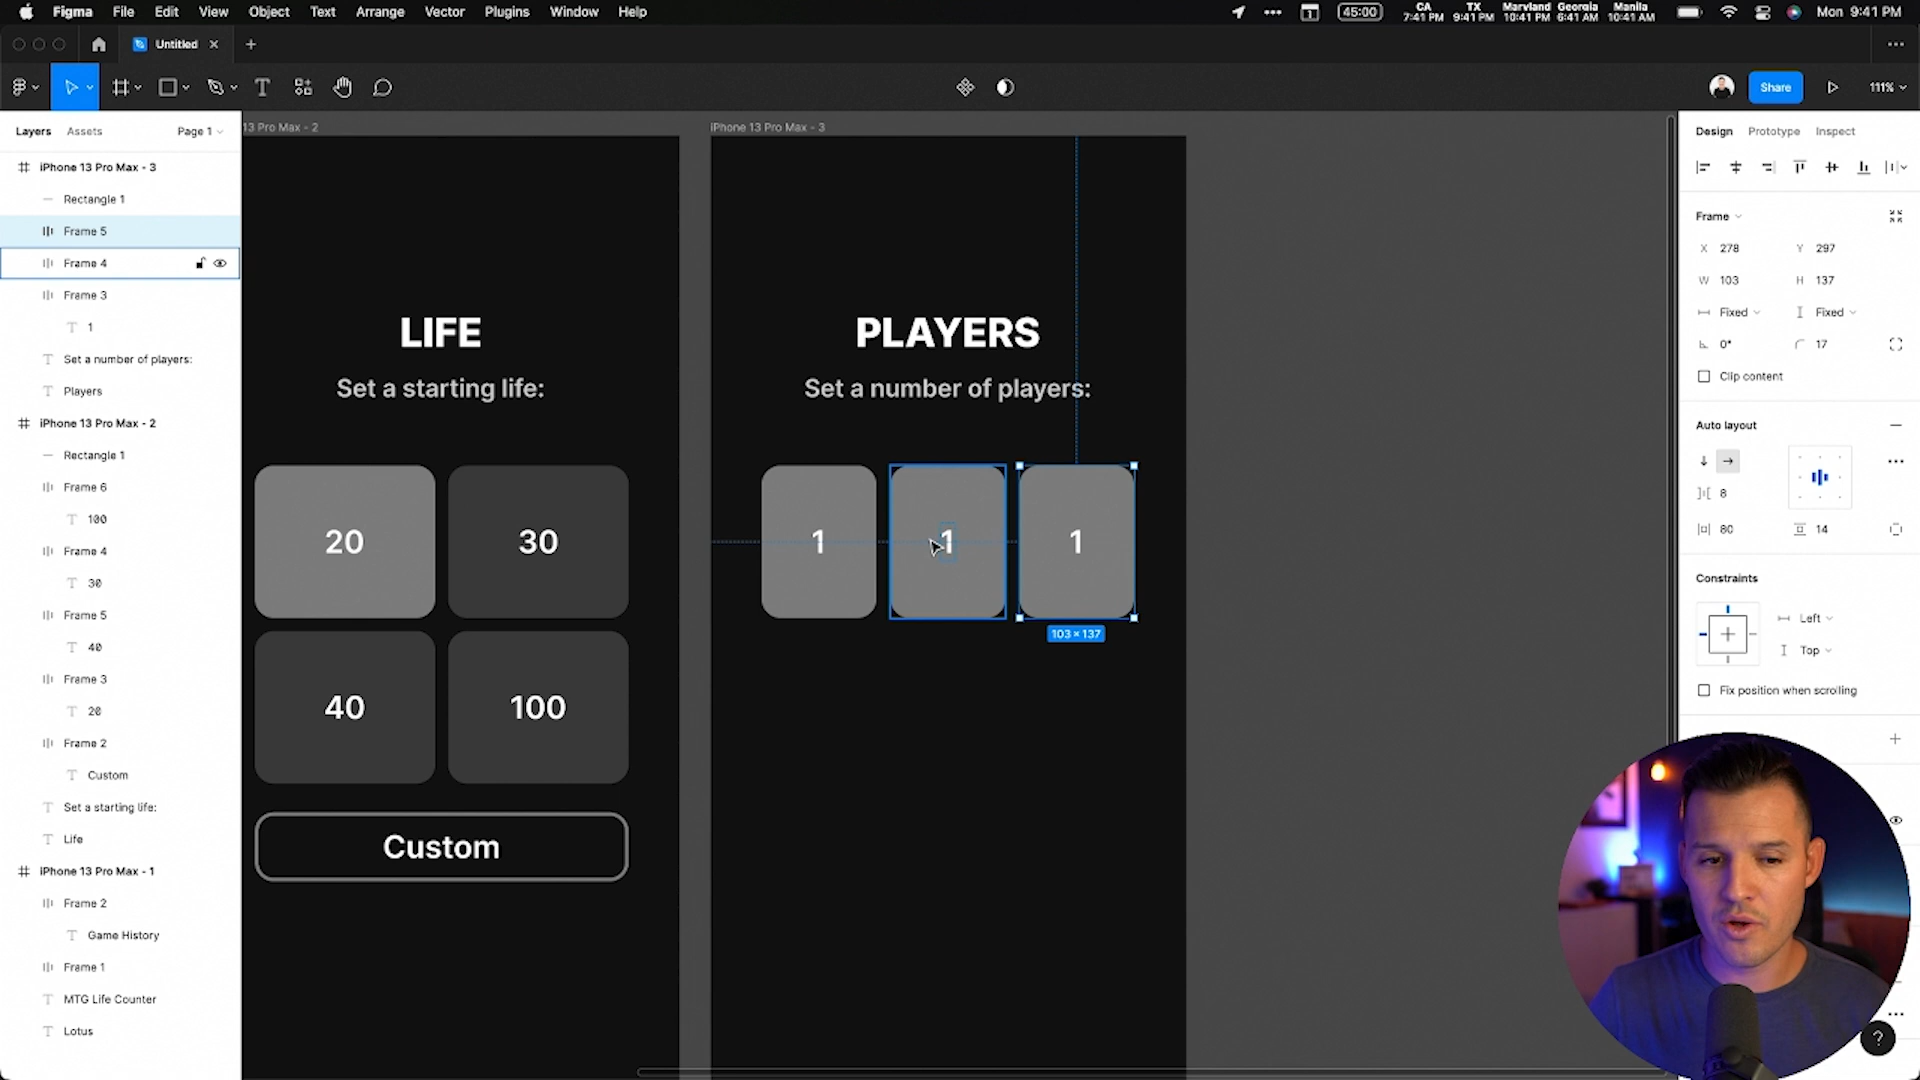 Figma File Edit View Object Text Arrange Vector Plugins Window Help
1
45:00
CA
7:41 PM
TX
9:41 PM
Maryland
10:41 PM
Georgia
6:41 AM
Manila
10:41 AM
Mon 9:41 PM
Untitled
Share
111%
Layers
Assets
Page 1
iPhone 13 Pro Max - 3
Rectangle 1
Frame 5
Frame 4
Frame 3
1
Set a number of players:
Players
iPhone 13 Pro Max - 2
Rectangle 1
Frame 6
100
Frame 4
30
Frame 5
40
Frame 3
20
Frame 2
Custom
Set a starting life:
Life
iPhone 13 Pro Max - 1
Frame 2
Game History
Frame 1
MTG Life Counter
Lotus
13 Pro Max - 2
LIFE
Set a starting life:
20
30
40
100
Custom
iPhone 13 Pro Max - 3
PLAYERS
Set a number of players:
1
1
1
103 × 137
Design
Prototype
Inspect
Frame
X 278
Y 297
W 103
H 137
Fixed
Fixed
0°
17
Clip content
Auto layout
8
80
14
Constraints
Left
Top
Fix position when scrolling
?